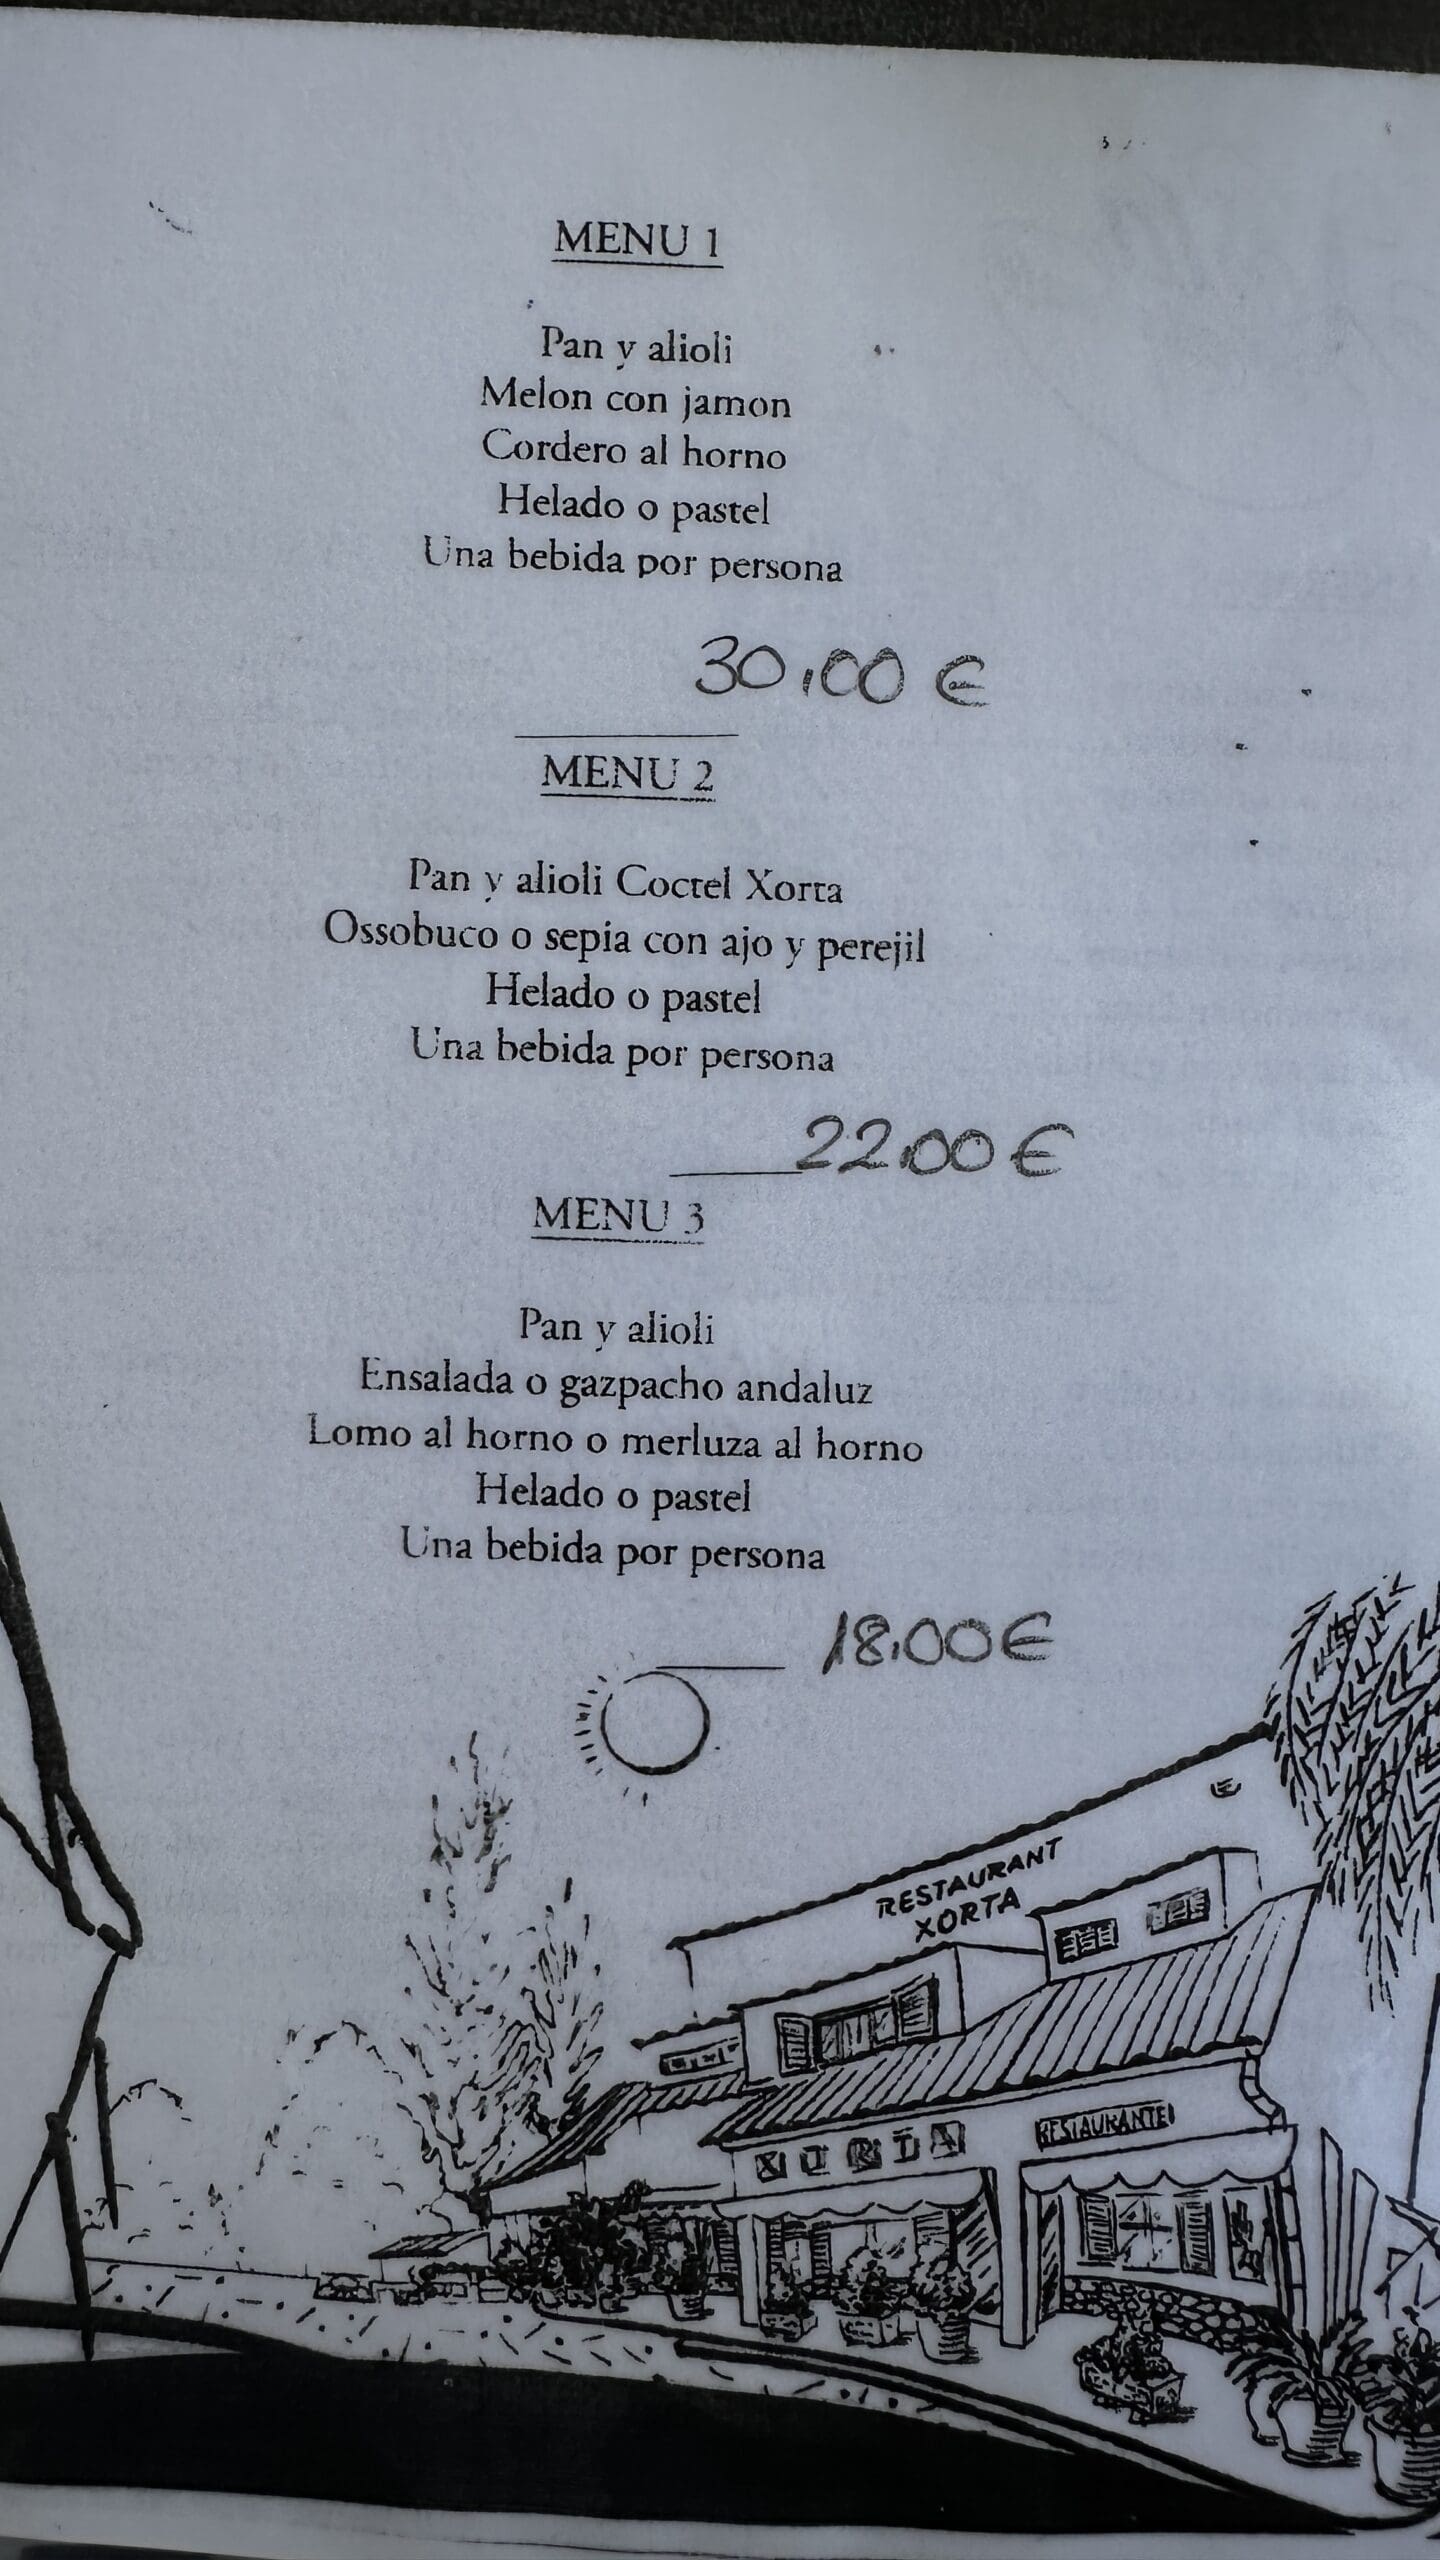 MENU 1
Pan y alioli
Melon con jamon
Cordero al horno
Helado o pastel
Una bebida por persona
30,00 €
MENU 2
Pan y alioli Coctel Xorta
Ossobuco o sepia con ajo y perejil
Helado o pastel
Una bebida por persona
22,00 €
MENU 3
Pan y alioli
Ensalada o gazpacho andaluz
Lomo al horno o merluza al horno
Helado o pastel
Una bebida por persona
18,00 €
RESTAURANT
XORTA
RESTAURANTE